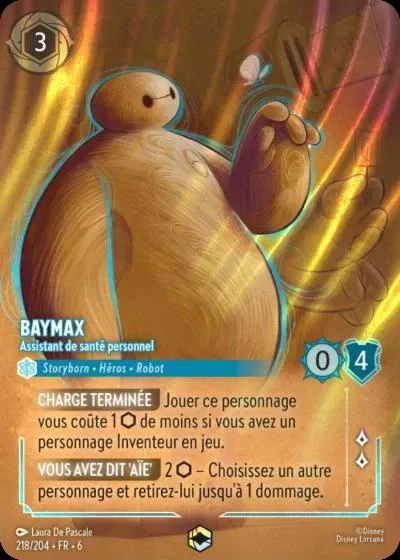 3
BAYMAX
Assistant de santé personnel
Storyborn • Héros • Robot
0 4
CHARGE TERMINÉE Jouer ce personnage
vous coûte 1 de moins si vous avez un
personnage Inventeur en jeu.
VOUS AVEZ DIT 'AÏE' 2 – Choisissez un autre
personnage et retirez-lui jusqu'à 1 dommage.
Laura De Pascale
©Disney
218/204 • FR • 6
Disney Lorcana